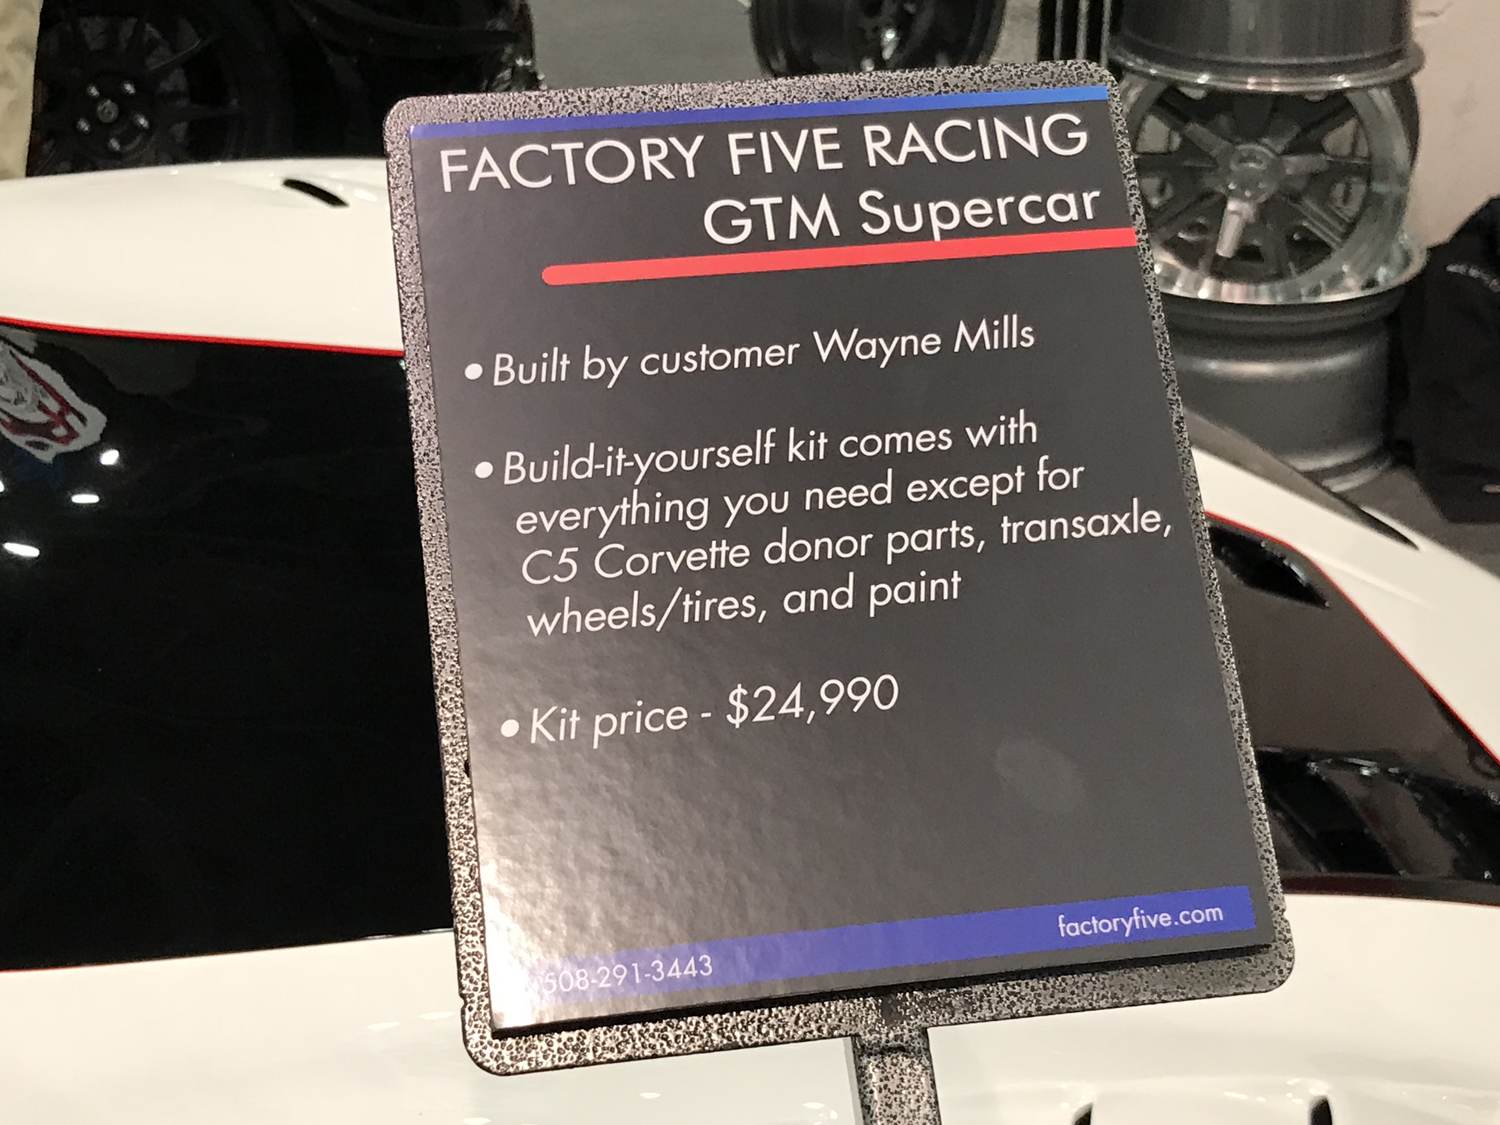 FACTORY FIVE RACING
GTM Supercar
• Built by customer Wayne Mills
• Build-it-yourself kit comes with
everything you need except for
C5 Corvette donor parts, transaxle,
wheels/tires, and paint
• Kit price - $24,990
508-291-3443
factoryfive.com